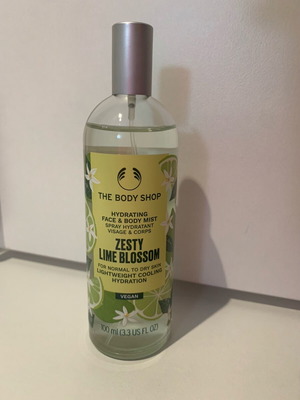 THE BODY SHOP
HYDRATING
FACE & BODY MIST
SPRAY HYDRATANT
VISAGE & CORPS
ZESTY
LIME BLOSSOM
FOR NORMAL TO DRY SKIN
LIGHTWEIGHT COOLING
HYDRATION
VEGAN
100 ml (3.3 US FL OZ)